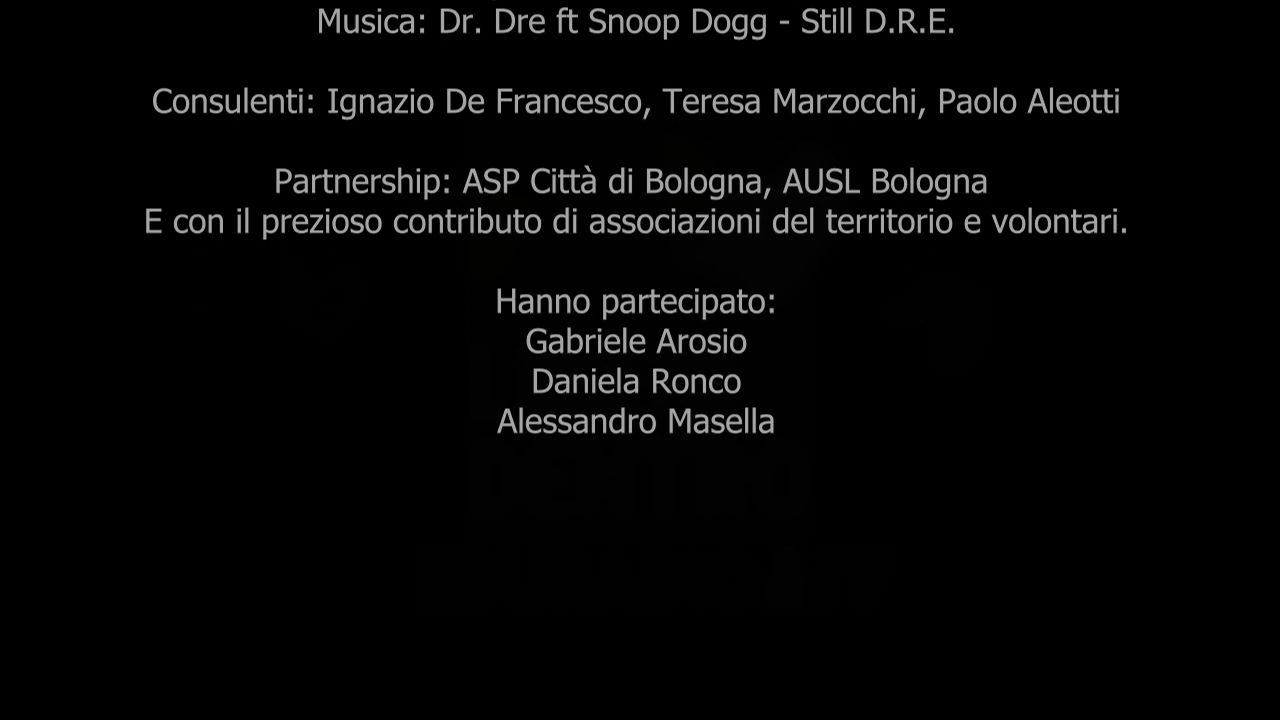 Musica: Dr. Dre ft Snoop Dogg - Still D.R.E.
Consulenti: Ignazio De Francesco, Teresa Marzocchi, Paolo Aleotti
Partnership: ASP Città di Bologna, AUSL Bologna
E con il prezioso contributo di associazioni del territorio e volontari.
Hanno partecipato:
Gabriele Arosio
Daniela Ronco
Alessandro Masella